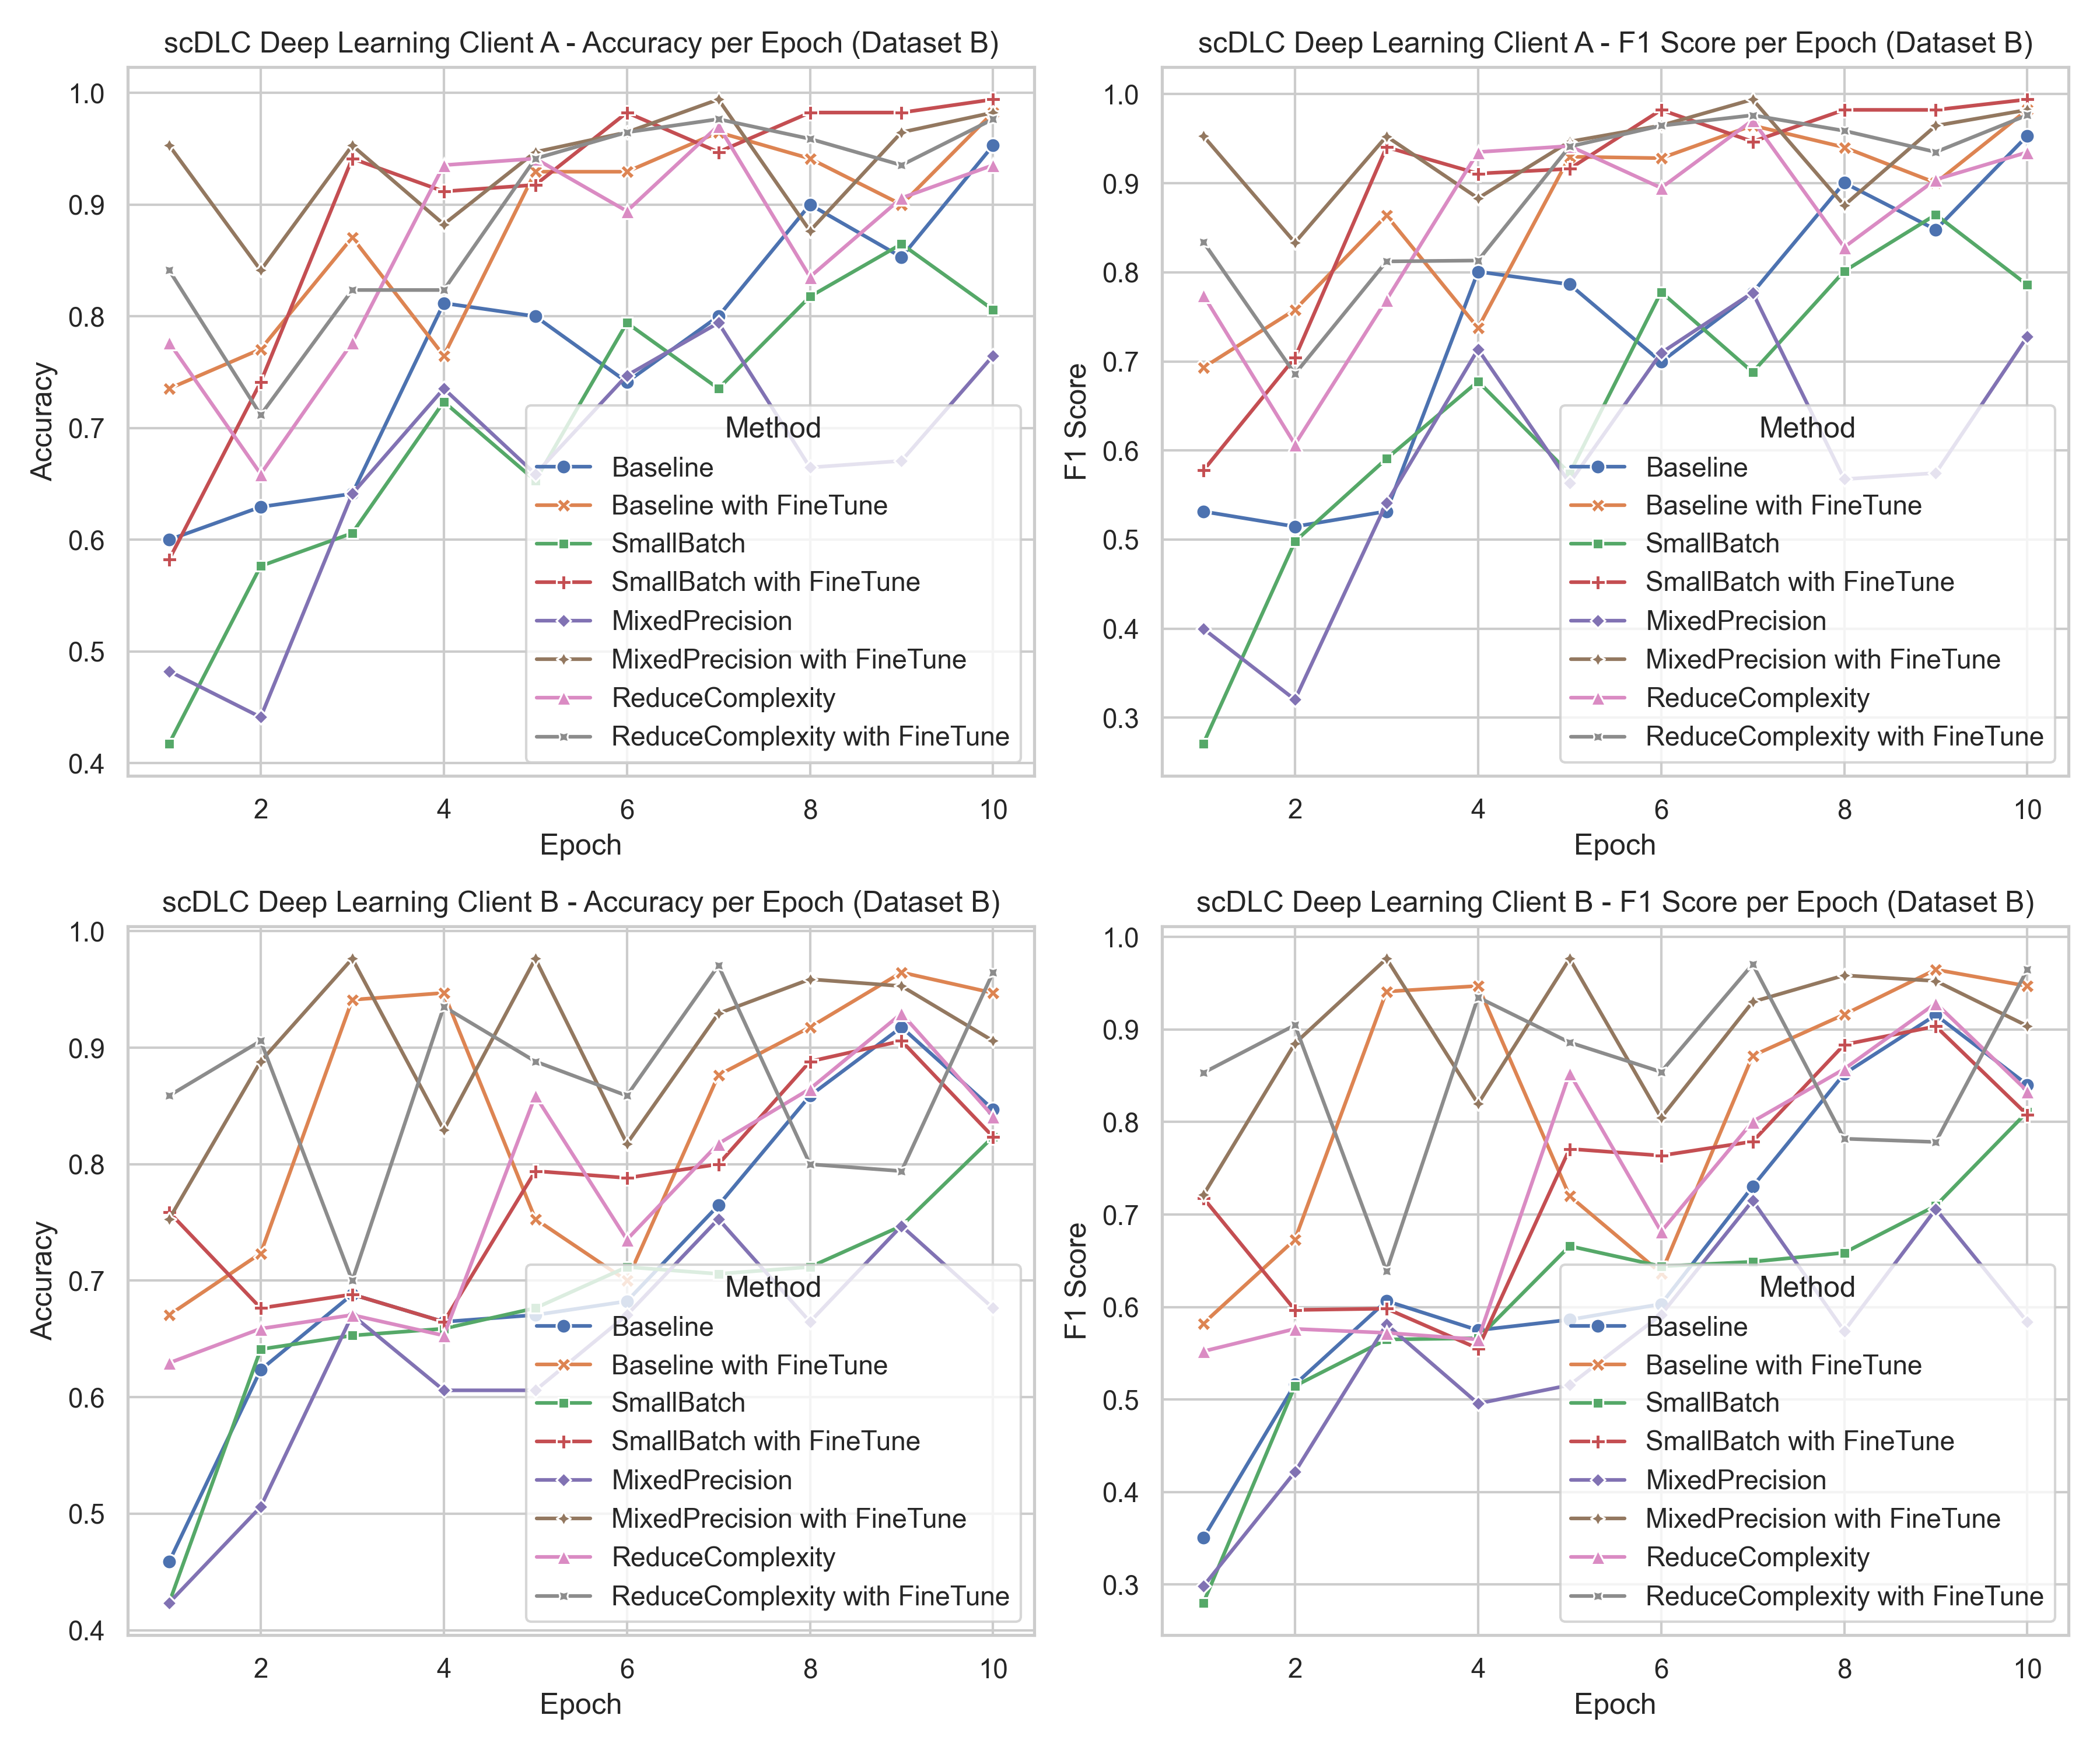 scDLC Deep Learning Client A - Accuracy per Epoch (Dataset B)
1.0
0.9
0.8
0.7
0.6
0.5
0.4
Accuracy
Method
Baseline
Baseline with FineTune
SmallBatch
SmallBatch with FineTune
MixedPrecision
MixedPrecision with FineTune
ReduceComplexity
ReduceComplexity with FineTune
2 4 6 8 10
Epoch
scDLC Deep Learning Client A - F1 Score per Epoch (Dataset B)
1.0
0.9
0.8
0.7
0.6
0.5
0.4
0.3
F1 Score
Method
Baseline
Baseline with FineTune
SmallBatch
SmallBatch with FineTune
MixedPrecision
MixedPrecision with FineTune
ReduceComplexity
ReduceComplexity with FineTune
2 4 6 8 10
Epoch
scDLC Deep Learning Client B - Accuracy per Epoch (Dataset B)
1.0
0.9
0.8
0.7
0.6
0.5
0.4
Accuracy
Method
Baseline
Baseline with FineTune
SmallBatch
SmallBatch with FineTune
MixedPrecision
MixedPrecision with FineTune
ReduceComplexity
ReduceComplexity with FineTune
2 4 6 8 10
Epoch
scDLC Deep Learning Client B - F1 Score per Epoch (Dataset B)
1.0
0.9
0.8
0.7
0.6
0.5
0.4
0.3
F1 Score
Method
Baseline
Baseline with FineTune
SmallBatch
SmallBatch with FineTune
MixedPrecision
MixedPrecision with FineTune
ReduceComplexity
ReduceComplexity with FineTune
2 4 6 8 10
Epoch